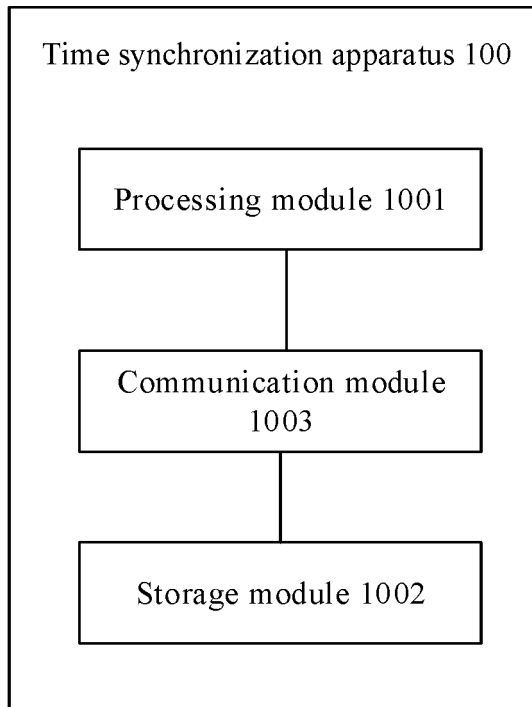 Time synchronization apparatus 100
Processing module 1001
Communication module
1003
Storage module 1002